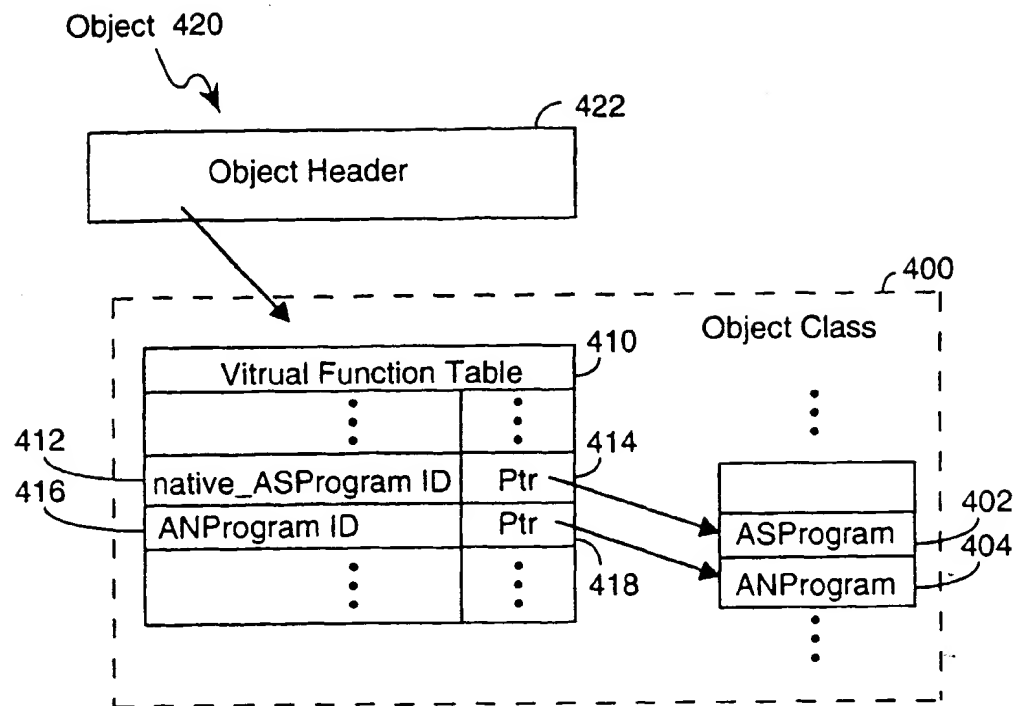 Object 420
422
Object Header
400
Object Class
410
Vitrual Function Table
412
414
native_ASProgram ID Ptr
416
ANProgram ID Ptr
418
402
ASProgram
404
ANProgram